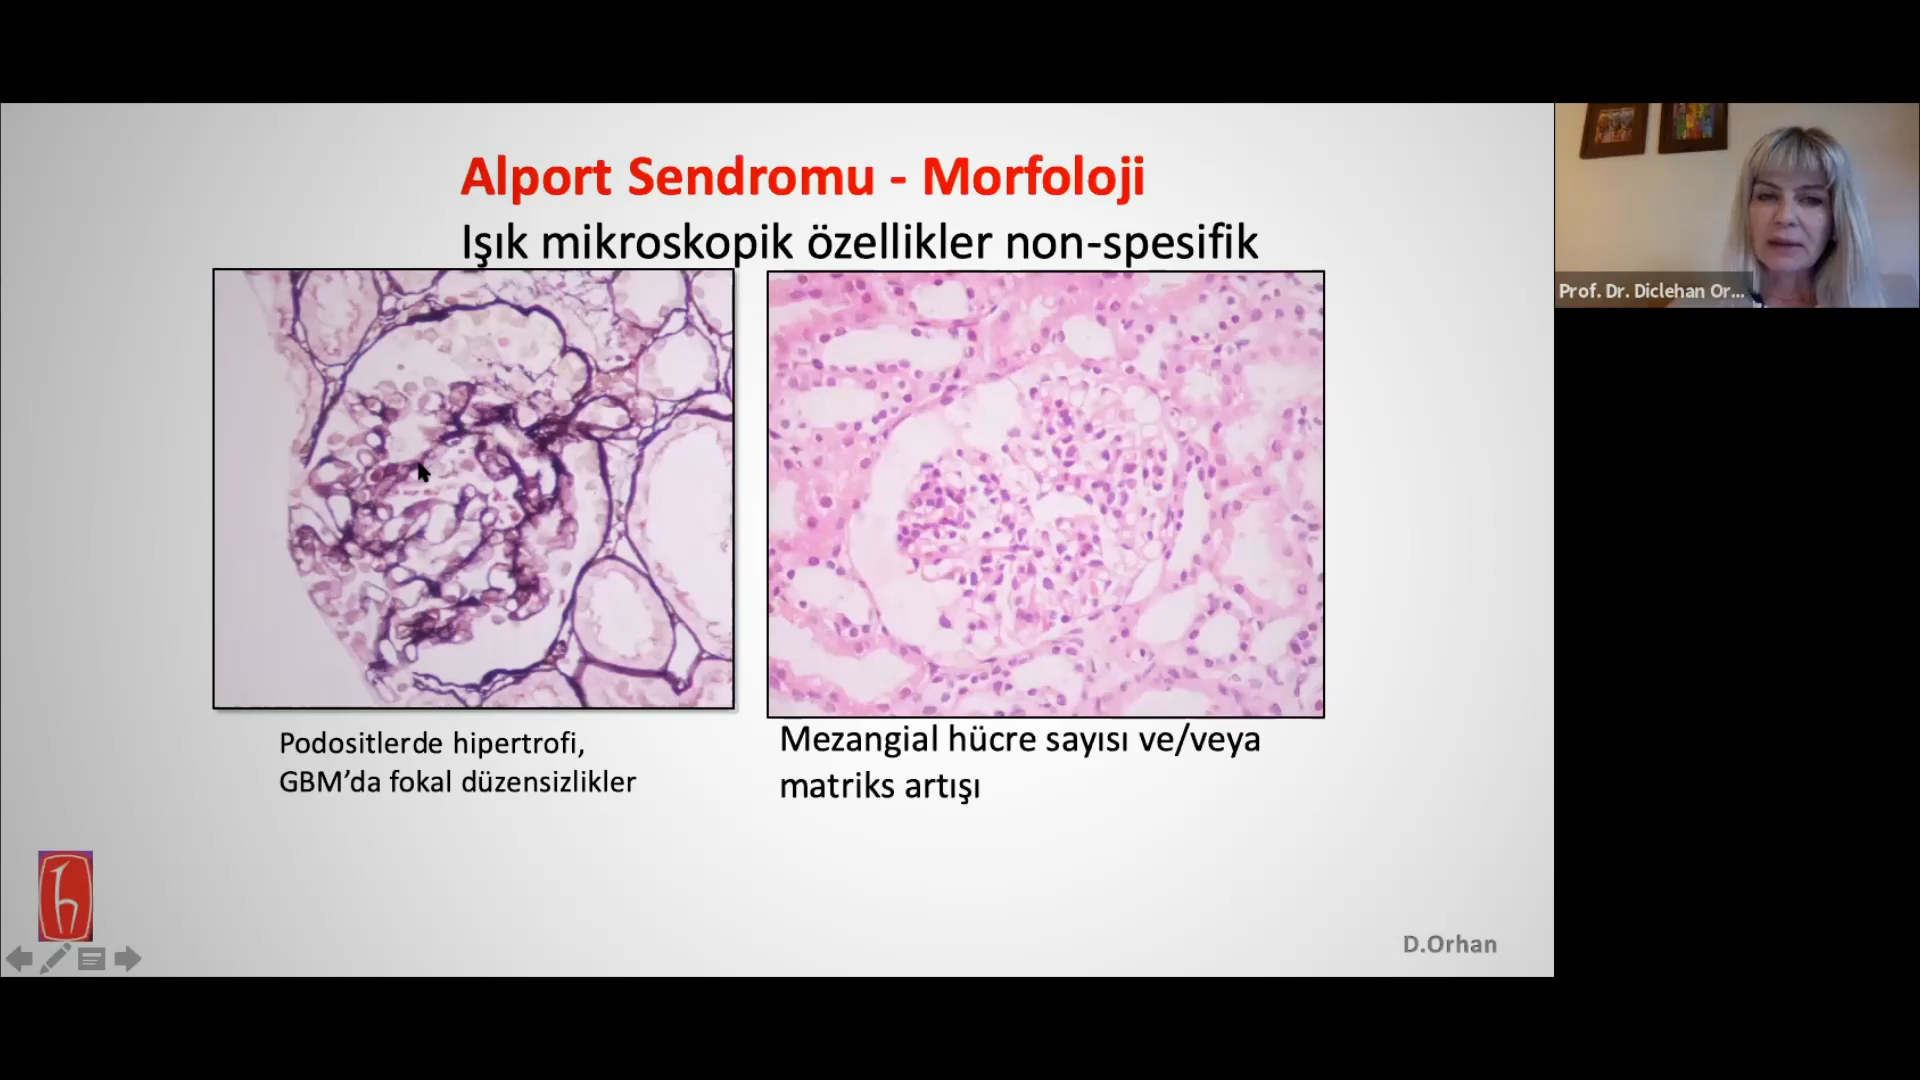 Alport Sendromu - Morfoloji
Işık mikroskopik özellikler non-spesifik
Podositlerde hipertrofi,
GBM’da fokal düzensizlikler
Mezangial hücre sayısı ve/veya
matriks artışı
D.Orhan
Prof. Dr. Diclehan Or...